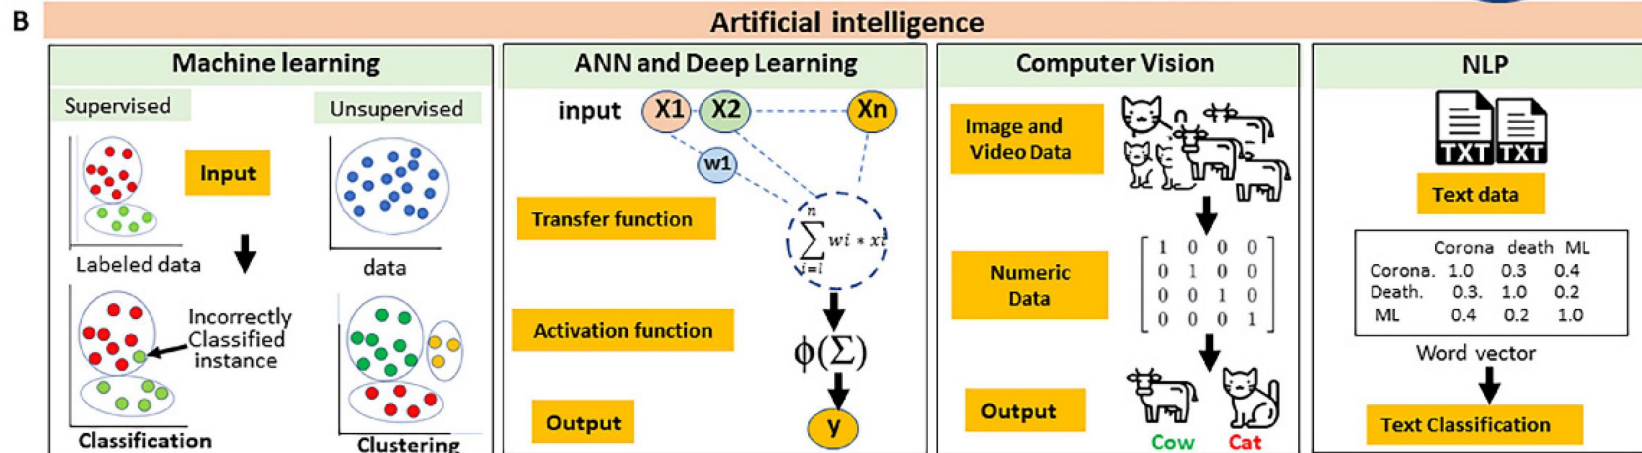 B
Artificial intelligence
Machine learning
Supervised
Unsupervised
Input
Labeled data
data
Incorrectly
Classified
instance
Classification
Clustering
ANN and Deep Learning
input X1 X2 Xn
w1
Transfer function
n
∑ wi * xi
i=l
Activation function
ϕ(∑)
Output
y
Computer Vision
Image and
Video Data
Numeric
Data
1 0 0 0
0 1 0 0
0 0 1 0
0 0 0 1
Output
Cow Cat
NLP
TXT TXT
Text data
Corona death ML
Corona. 1.0 0.3 0.4
Death. 0.3. 1.0 0.2
ML 0.4 0.2 1.0
Word vector
Text Classification